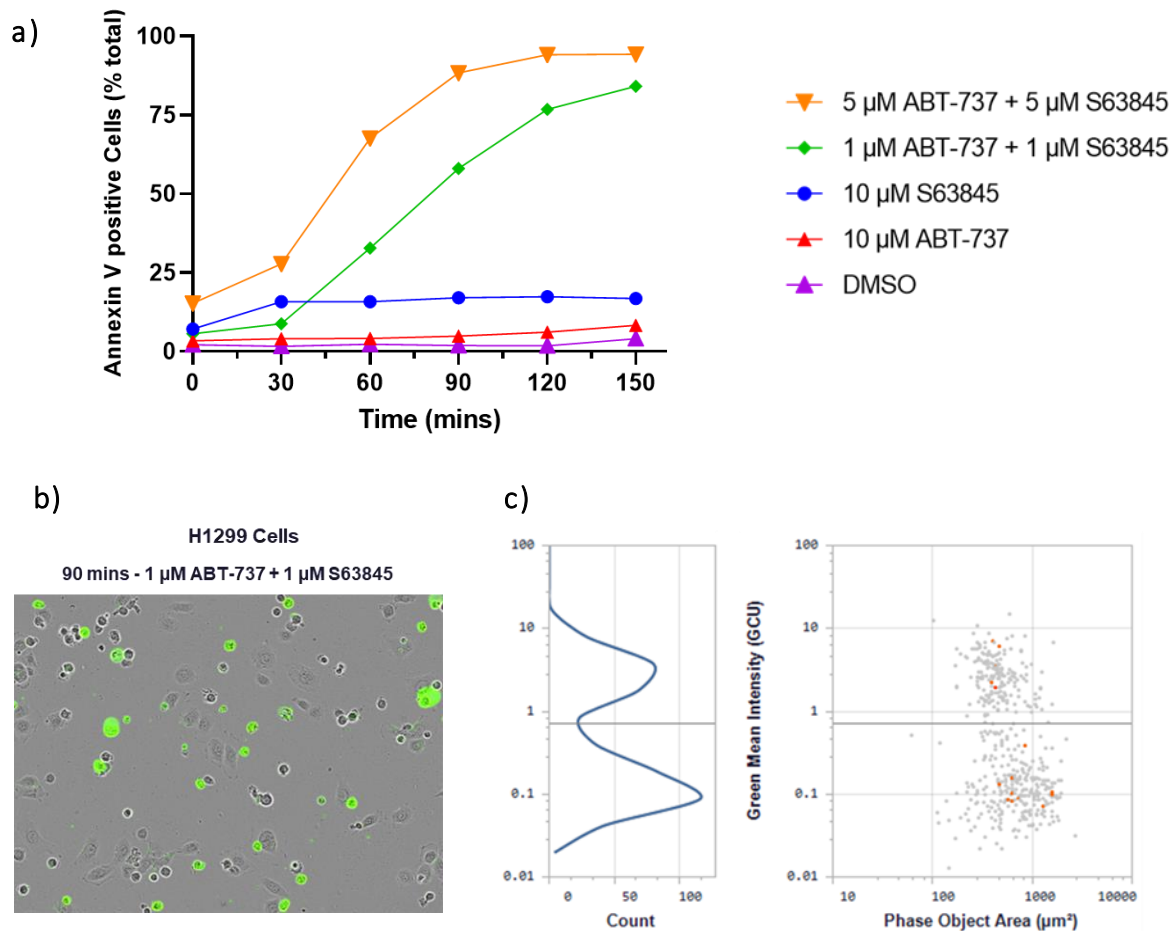 a)
Annexin V positive Cells (% total)
100
75
50
25
0
0 30 60 90 120 150
Time (mins)
5 µM ABT-737 + 5 µM S63845
1 µM ABT-737 + 1 µM S63845
10 µM S63845
10 µM ABT-737
DMSO
b)
H1299 Cells
90 mins - 1 µM ABT-737 + 1 µM S63845
c)
100
10
1
0.1
0.01
0 50 100
Count
Green Mean Intensity (GCU)
100
10
1
0.1
0.01
10 100 1000 10000
Phase Object Area (µm²)